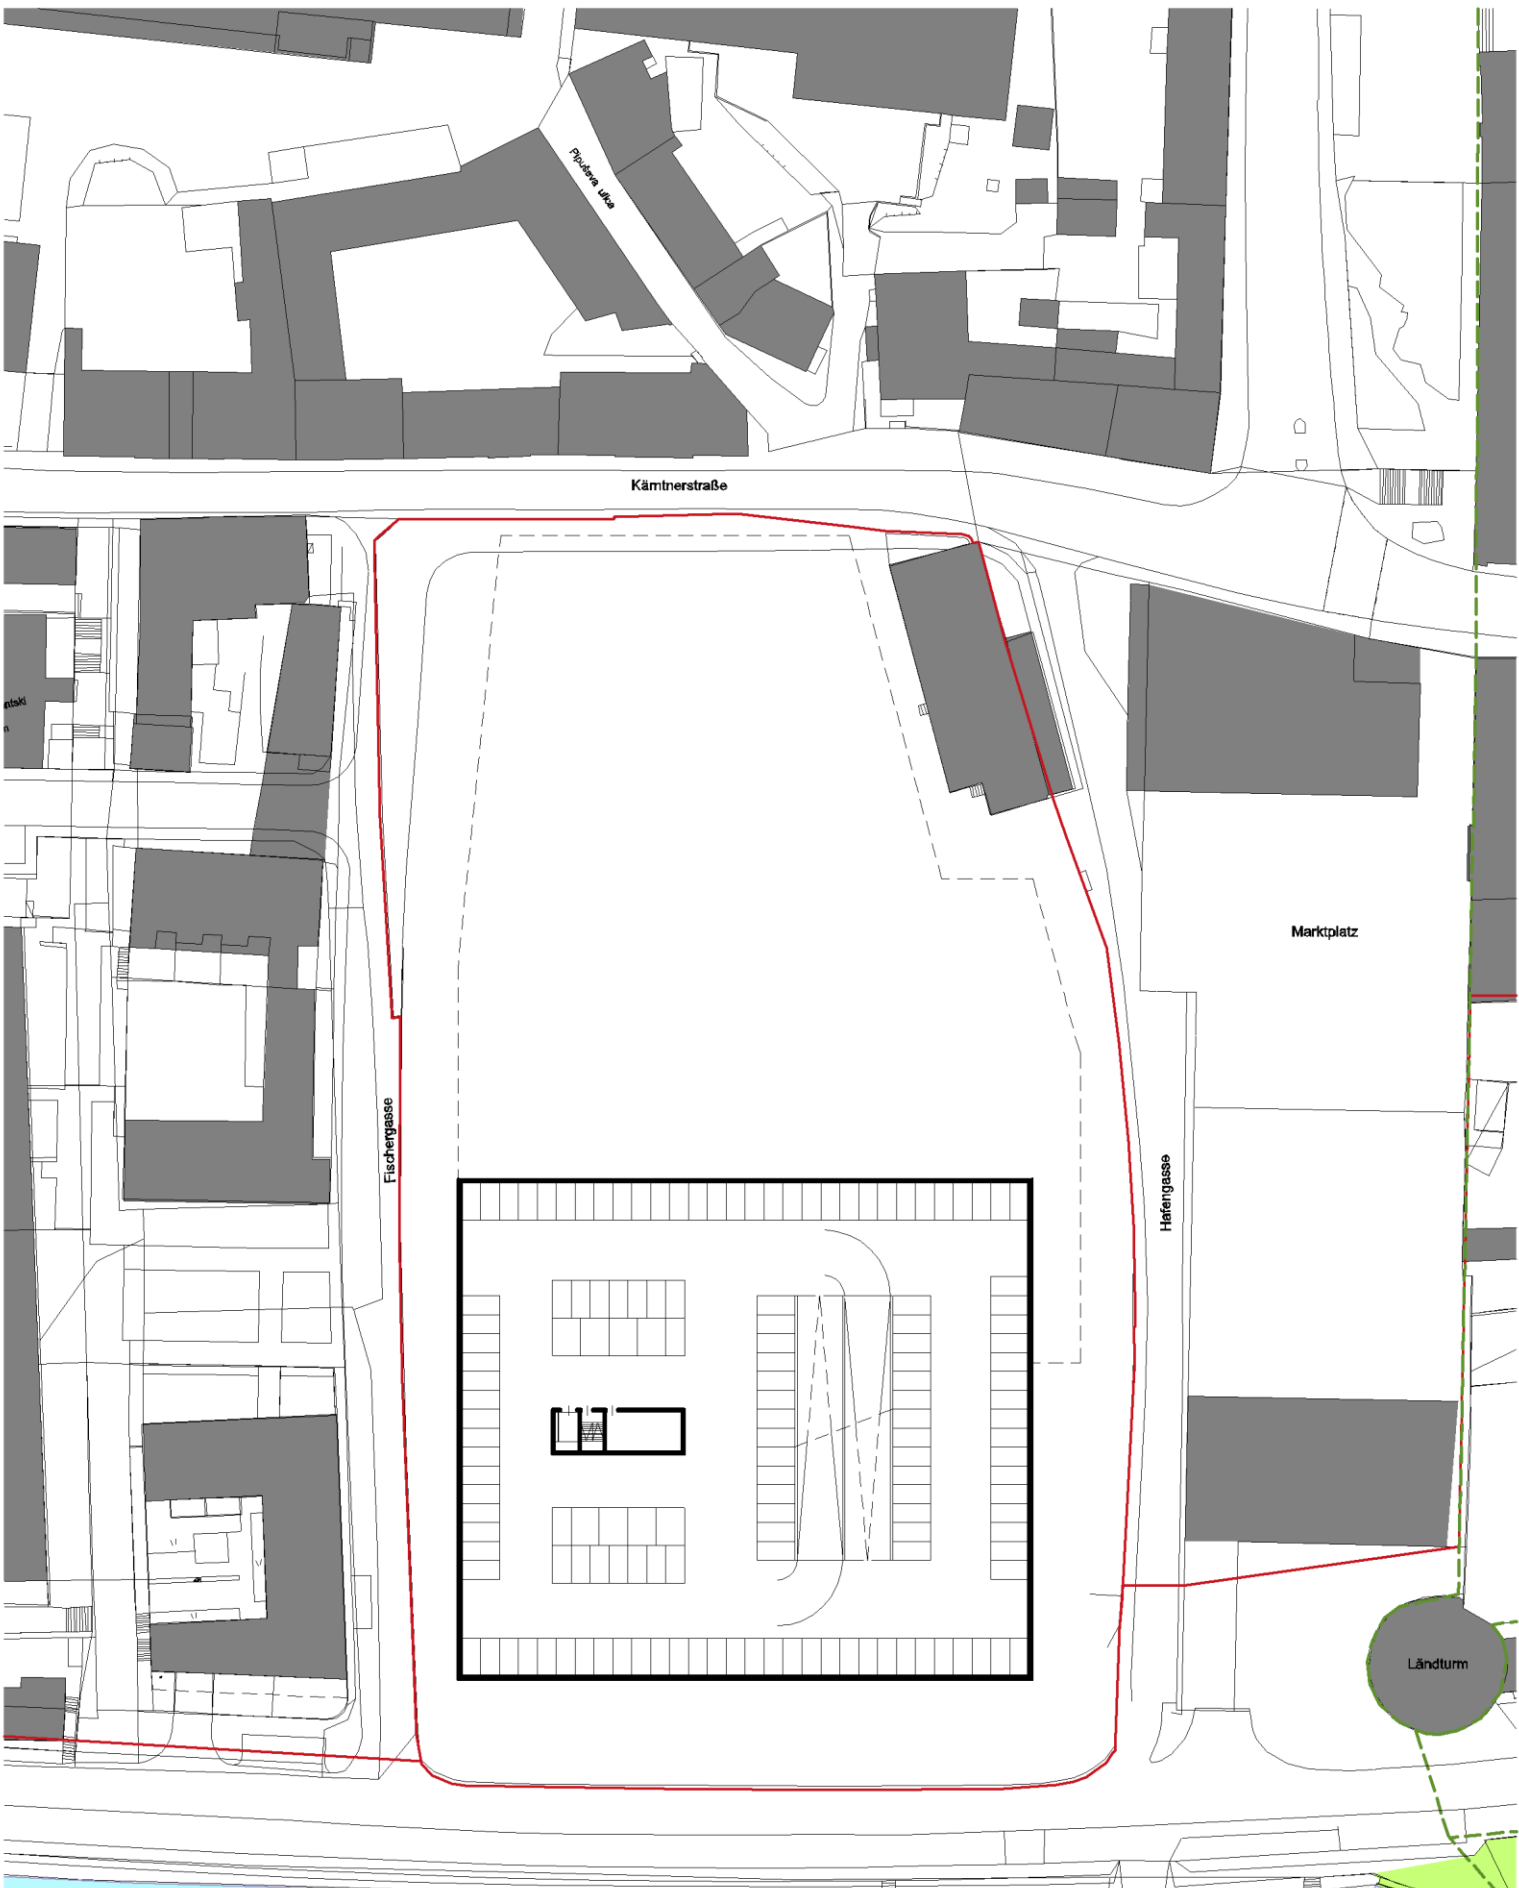 Pipuševa ulica
Kärntnerstraße
Marktplatz
Fischergasse
Hafengasse
Ländturm